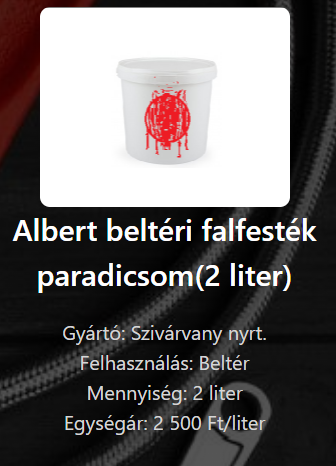 Albert beltéri falfesték
paradicsom(2 liter)
Gyártó: Szivárvany nyrt.
Felhasználás: Beltér
Mennyiség: 2 liter
Egységár: 2 500 Ft/liter